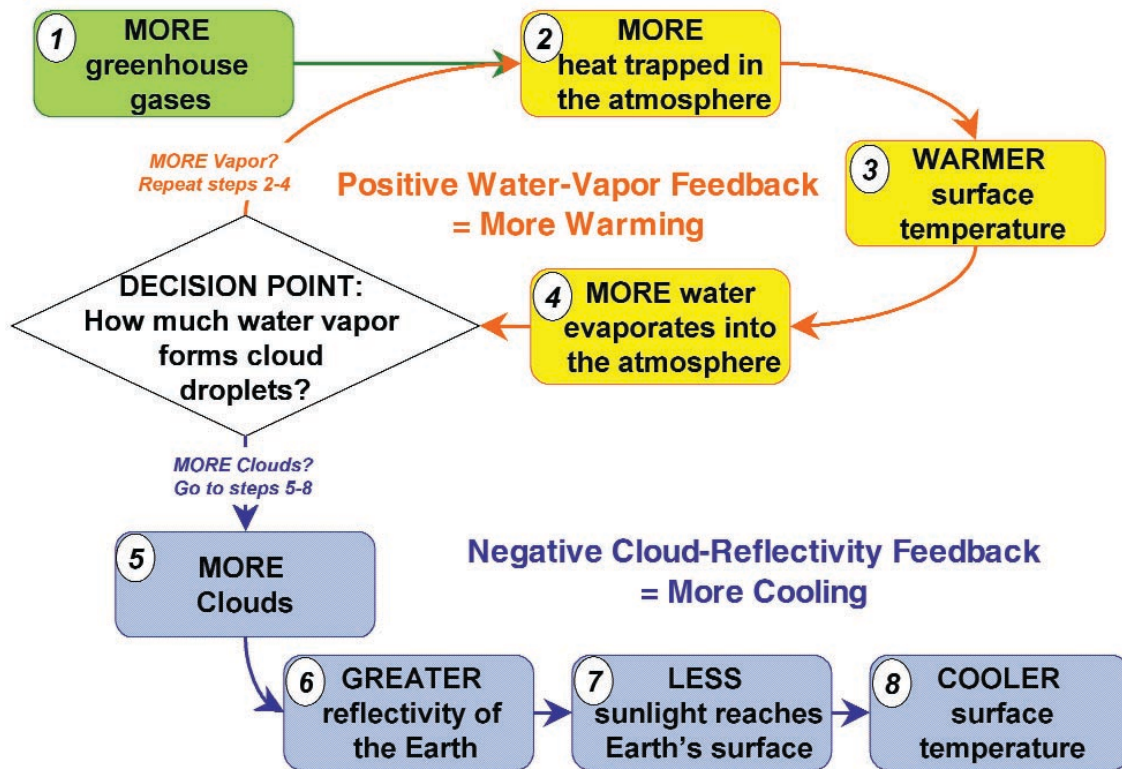 1
MORE
greenhouse
gases
2
MORE
heat trapped in
the atmosphere
MORE Vapor?
Repeat steps 2-4
Positive Water-Vapor Feedback
= More Warming
3
WARMER
surface
temperature
DECISION POINT:
How much water vapor
forms cloud
droplets?
4
MORE water
evaporates into
the atmosphere
MORE Clouds?
Go to steps 5-8
5
MORE
Clouds
Negative Cloud-Reflectivity Feedback
= More Cooling
6
GREATER
reflectivity of
the Earth
7
LESS
sunlight reaches
Earth's surface
8
COOLER
surface
temperature